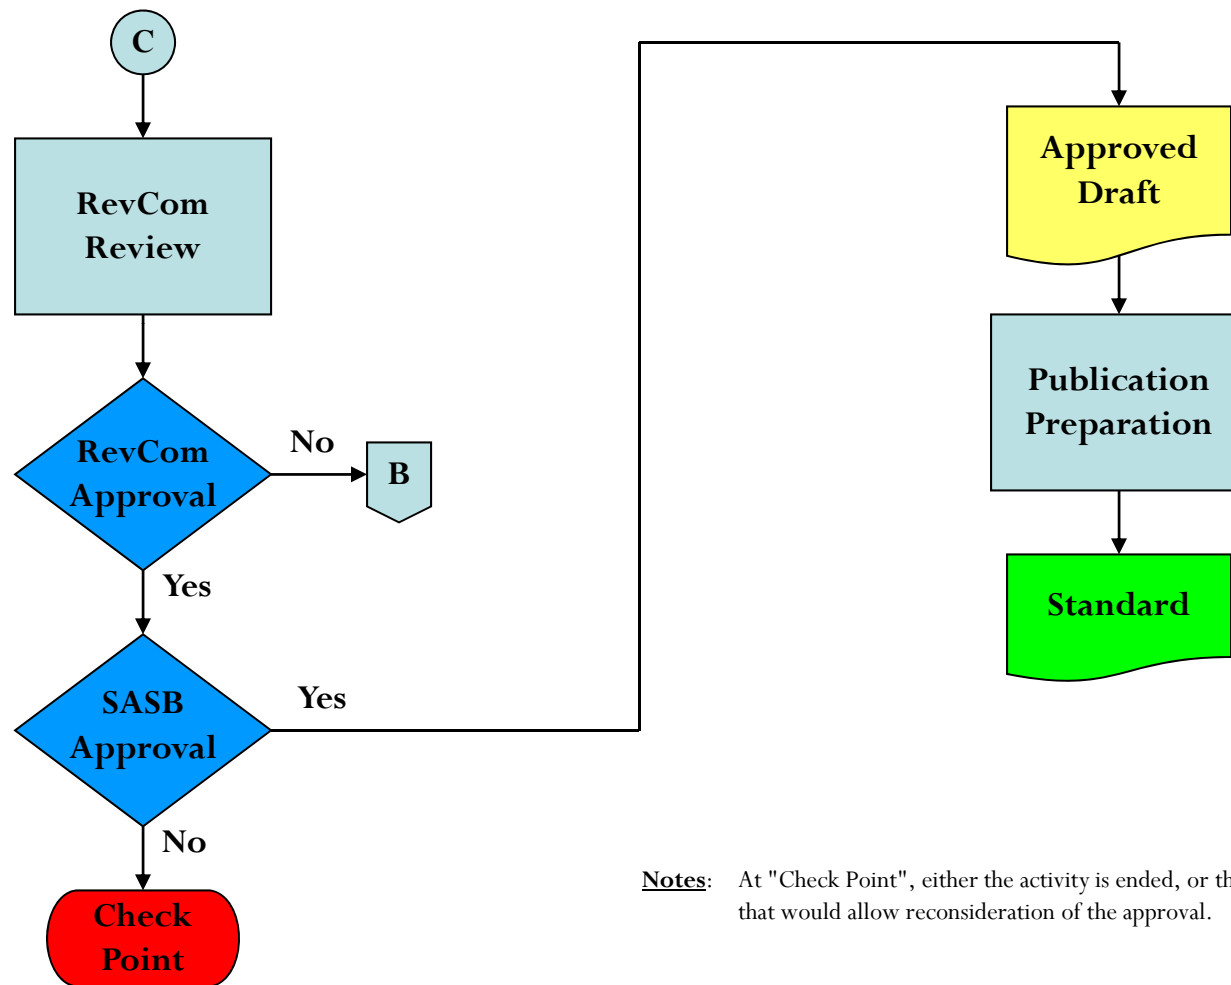 C
RevCom
Review
RevCom
Approval
No
B
Yes
SASB
Approval
Yes
No
Check
Point
Approved
Draft
Publication
Preparation
Standard
Notes: At "Check Point", either the activity is ended, or
that would allow reconsideration of the approval.